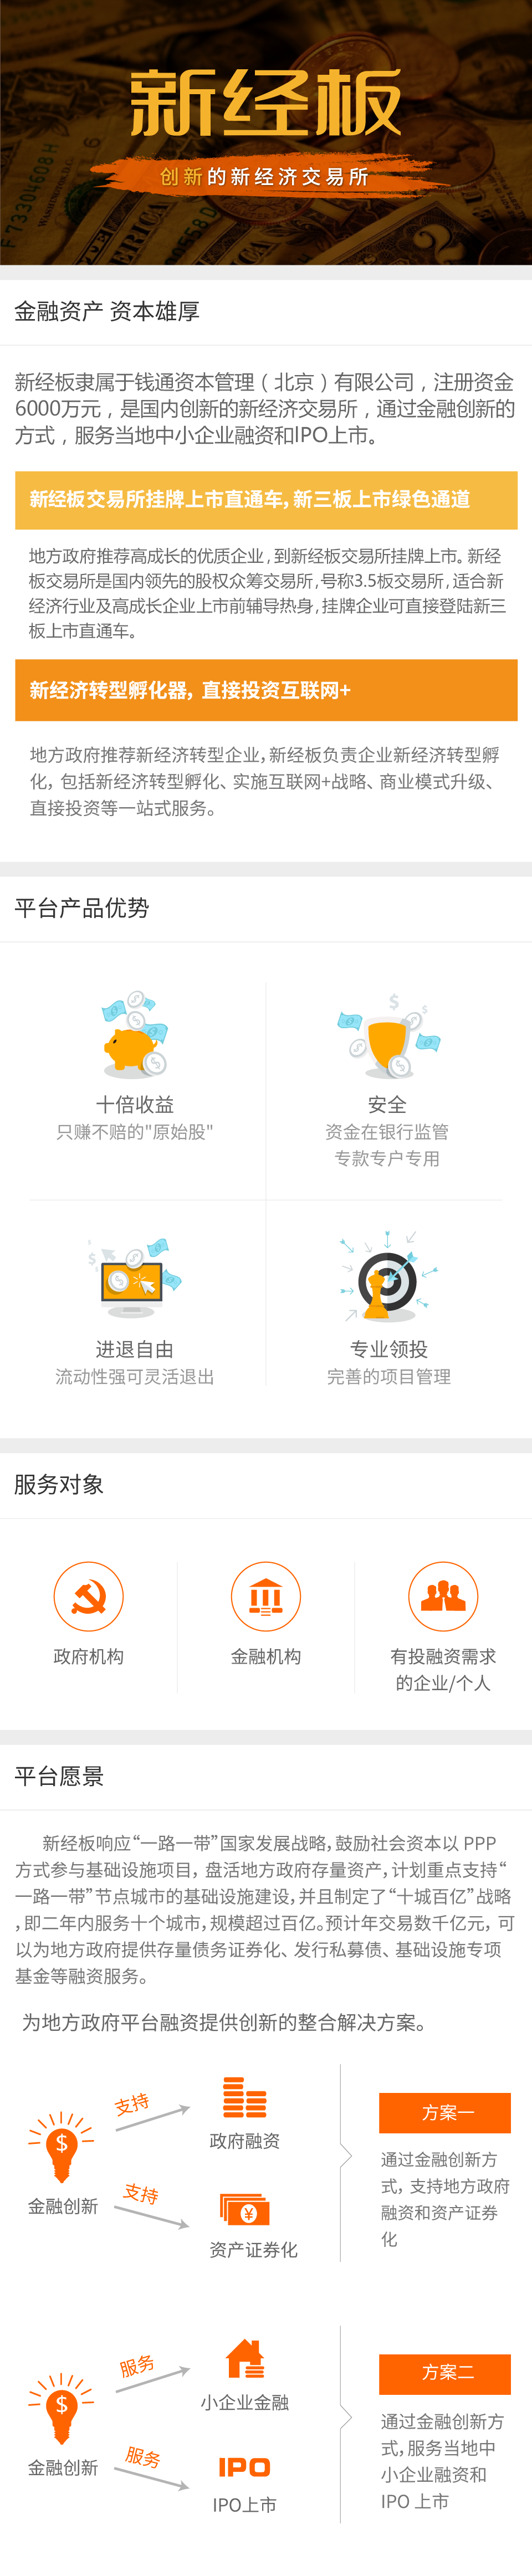 新经板
创新的新经济交易所
金融资产 资本雄厚
新经板隶属于钱通资本管理（北京）有限公司，注册资金
6000万元，是国内创新的新经济交易所，通过金融创新的
方式，服务当地中小企业融资和IPO上市。
新经板交易所挂牌上市直通车，新三板上市绿色通道
地方政府推荐高成长的优质企业，到新经板交易所挂牌上市。新经
板交易所是国内领先的股权众筹交易所，号称3.5板交易所，适合新
经济行业及高成长企业上市前辅导热身，挂牌企业可直接登陆新三
板上市直通车。
新经济转型孵化器，直接投资互联网+
地方政府推荐新经济转型企业，新经板负责企业新经济转型孵
化，包括新经济转型孵化、实施互联网+战略、商业模式升级、
直接投资等一站式服务。
平台产品优势
十倍收益
只赚不赔的"原始股"
安全
资金在银行监管
专款专户专用
进退自由
流动性强可灵活退出
专业领投
完善的项目管理
服务对象
政府机构
金融机构
有投融资需求
的企业/个人
平台愿景
新经板响应“一路一带”国家发展战略，鼓励社会资本以 PPP
方式参与基础设施项目，盘活地方政府存量资产，计划重点支持“
一路一带”节点城市的基础设施建设，并且制定了“十城百亿”战略
，即二年内服务十个城市，规模超过百亿。预计年交易数千亿元，可
以为地方政府提供存量债务证券化、发行私募债、基础设施专项
基金等融资服务。
为地方政府平台融资提供创新的整合解决方案。
金融创新
支持
政府融资
支持
资产证券化
方案一
通过金融创新方
式，支持地方政府
融资和资产证券
化
金融创新
服务
小企业金融
服务
IPO
IPO上市
方案二
通过金融创新方
式，服务当地中
小企业融资和
IPO 上市